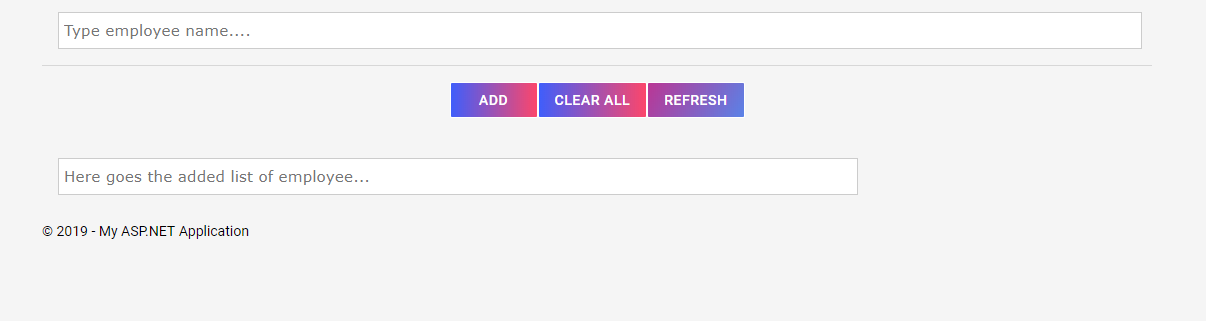 Type employee name....
ADD CLEAR ALL REFRESH
Here goes the added list of employee...
© 2019 - My ASP.NET Application